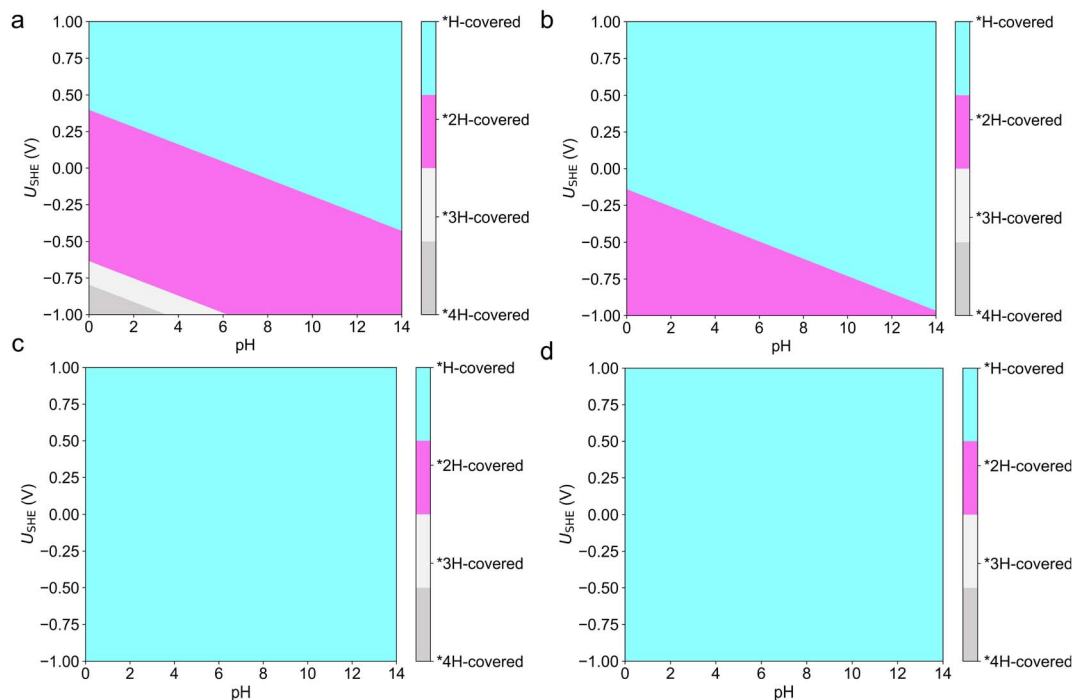 a
1.00
0.75
0.50
0.25
0.00
−0.25
−0.50
−0.75
−1.00
U_SHE (V)
0 2 4 6 8 10 12 14
pH
*H-covered
*2H-covered
*3H-covered
*4H-covered
b
1.00
0.75
0.50
0.25
0.00
−0.25
−0.50
−0.75
−1.00
U_SHE (V)
0 2 4 6 8 10 12 14
pH
*H-covered
*2H-covered
*3H-covered
*4H-covered
c
1.00
0.75
0.50
0.25
0.00
−0.25
−0.50
−0.75
−1.00
U_SHE (V)
0 2 4 6 8 10 12 14
pH
*H-covered
*2H-covered
*3H-covered
*4H-covered
d
1.00
0.75
0.50
0.25
0.00
−0.25
−0.50
−0.75
−1.00
U_SHE (V)
0 2 4 6 8 10 12 14
pH
*H-covered
*2H-covered
*3H-covered
*4H-covered